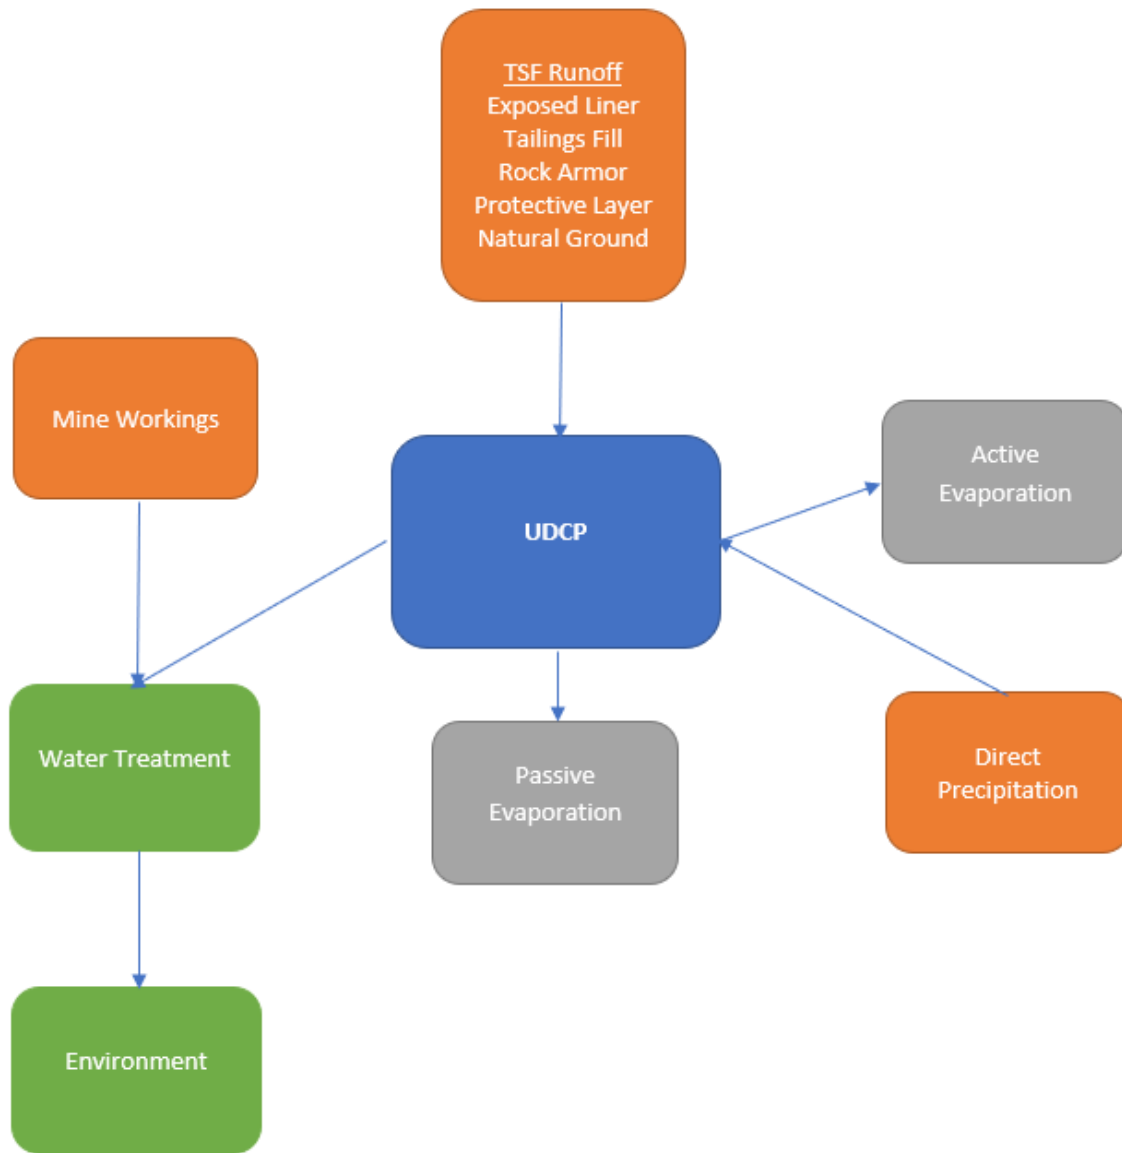 TSF Runoff
Exposed Liner
Tailings Fill
Rock Armor
Protective Layer
Natural Ground
Mine Workings
Active
Evaporation
UDCP
Water Treatment
Passive
Evaporation
Direct
Precipitation
Environment